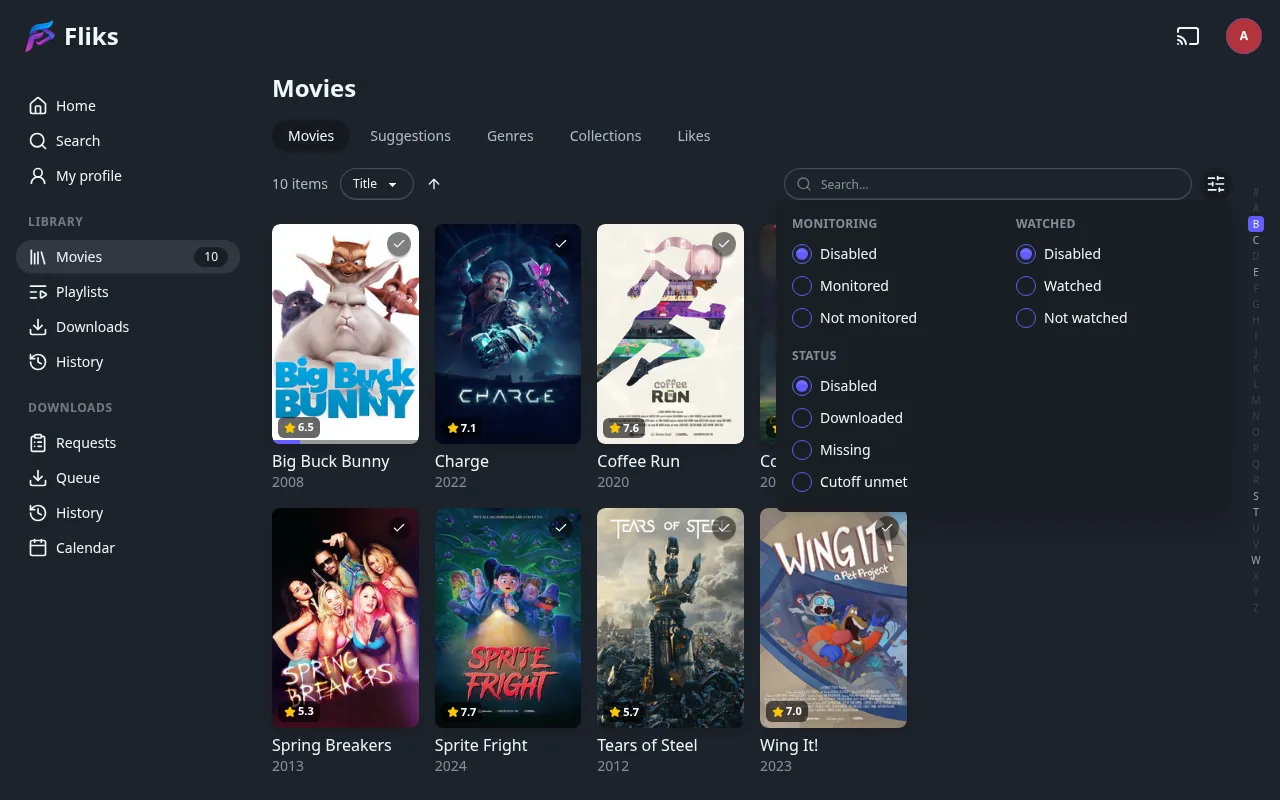 Fliks
A
Home
Search
My profile
LIBRARY
Movies
10
Playlists
Downloads
History
DOWNLOADS
Requests
Queue
History
Calendar
Movies
Movies
Suggestions
Genres
Collections
Likes
10 items
Title
Search...
MONITORING
Disabled
Monitored
Not monitored
WATCHED
Disabled
Watched
Not watched
STATUS
Disabled
Downloaded
Missing
Cutoff unmet
Big Buck
BUNNY
6.5
Big Buck Bunny
2008
CHARGE
7.1
Charge
2022
coffee
RUN
7.6
Coffee Run
2020
Co
20
SPRING
BREAKERS
5.3
Spring Breakers
2013
SPRITE
FRIGHT
7.7
Sprite Fright
2024
TEARS OF STEEL
5.7
Tears of Steel
2012
WING IT!
a Pet Project
7.0
Wing It!
2023
#
A
B
C
D
E
F
G
H
I
J
K
L
M
N
O
P
Q
R
S
T
U
V
W
X
Y
Z